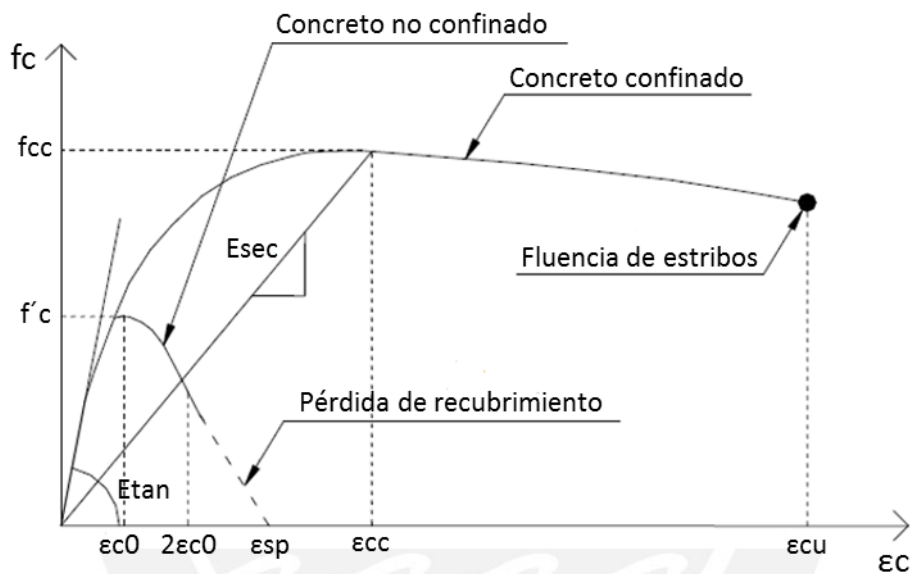 Concreto no confinado
fc
Concreto confinado
fcc
Esec
Fluencia de estribos
f´c
Pérdida de recubrimiento
Etan
εc0 2εc0 εsp εcc εcu
εc